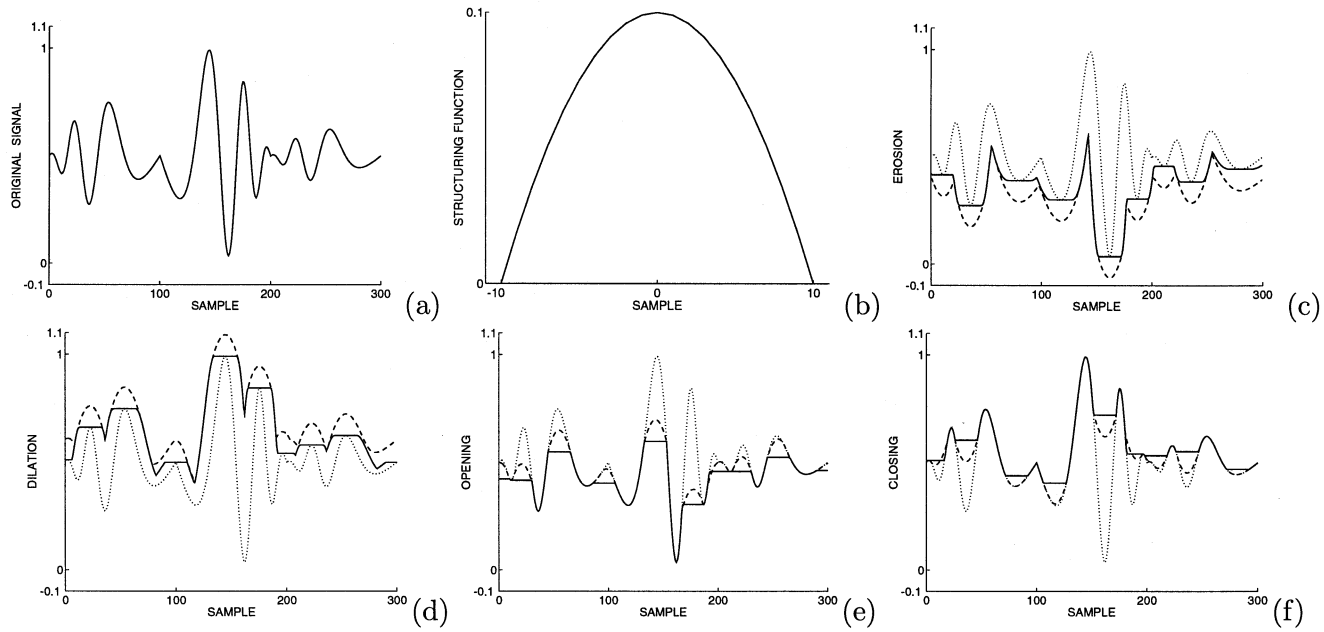 1.1
1
0
-0.1
ORIGINAL SIGNAL
0 100 200 300
SAMPLE
(a)
0.1
0
STRUCTURING FUNCTION
-10 0 10
SAMPLE
(b)
1.1
1
0
-0.1
EROSION
0 100 200 300
SAMPLE
(c)
1.1
1
0
-0.1
DILATION
0 100 200 300
SAMPLE
(d)
1.1
1
0
-0.1
OPENING
0 100 200 300
SAMPLE
(e)
1.1
1
0
-0.1
CLOSING
0 100 200 300
SAMPLE
(f)